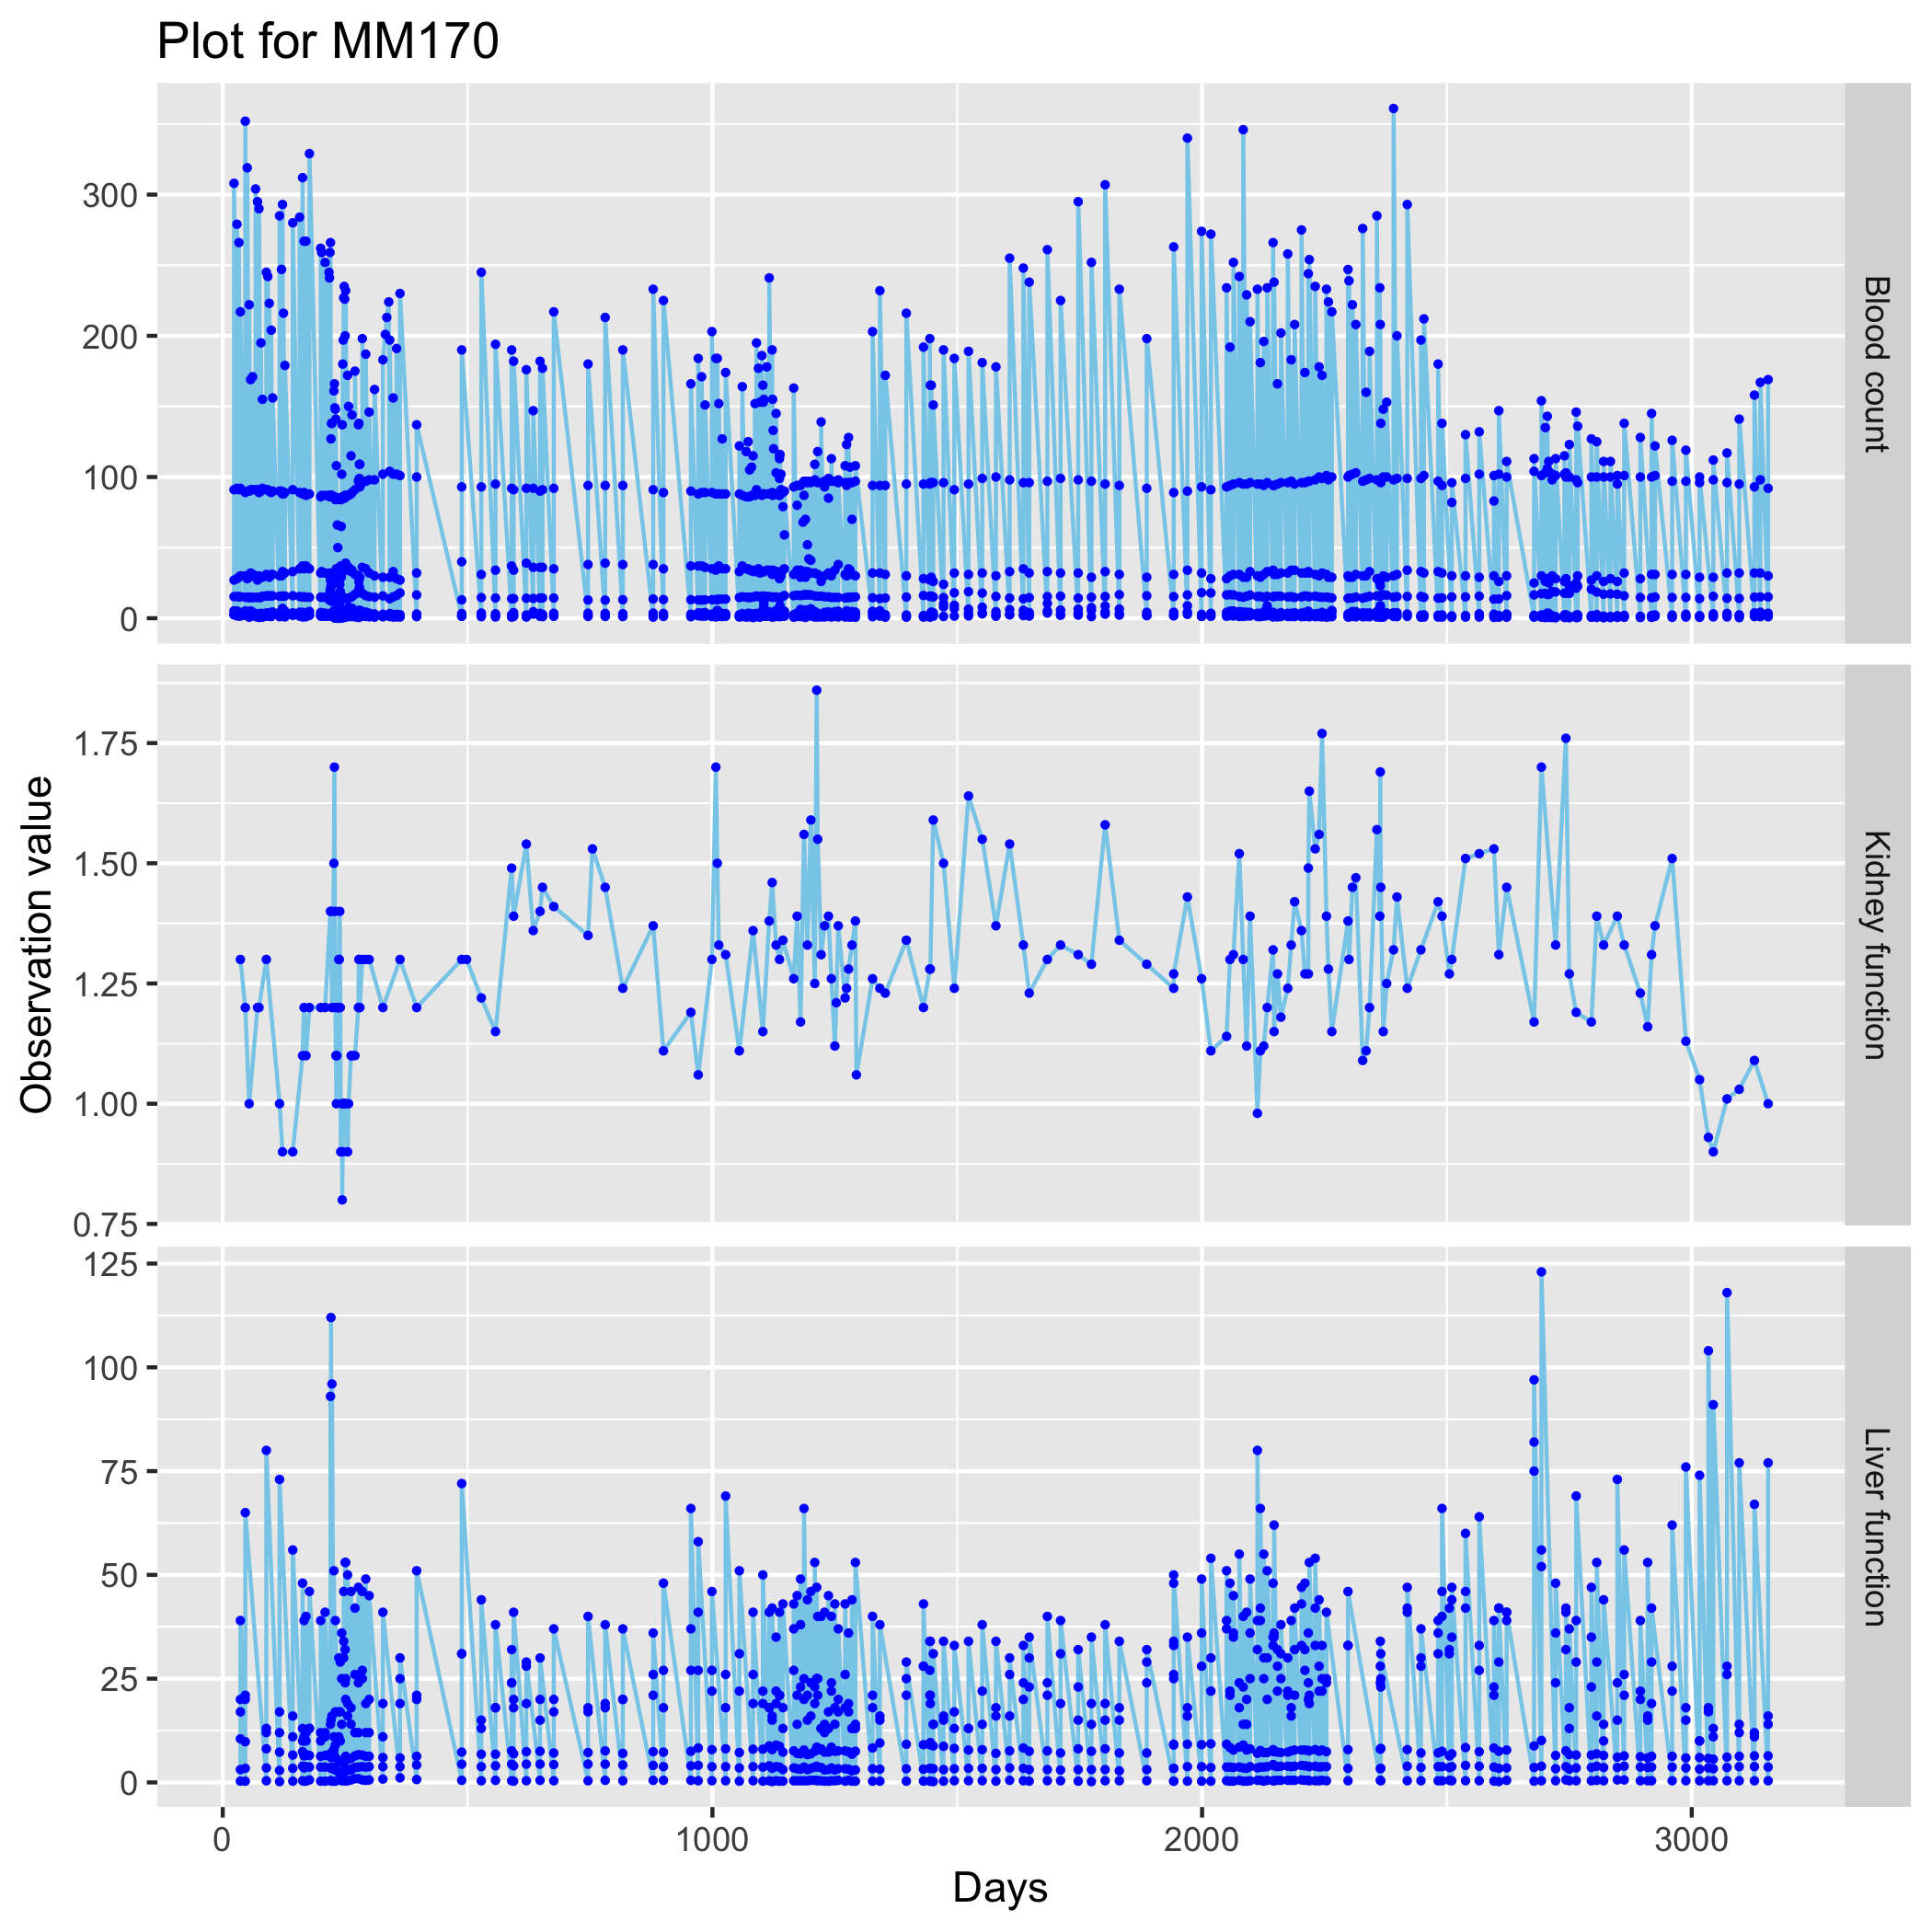 Plot for MM170
300
200
100
0
Blood count
1.75
1.50
1.25
1.00
0.75
Kidney function
Observation value
125
100
75
50
25
0
Liver function
0 1000 2000 3000
Days